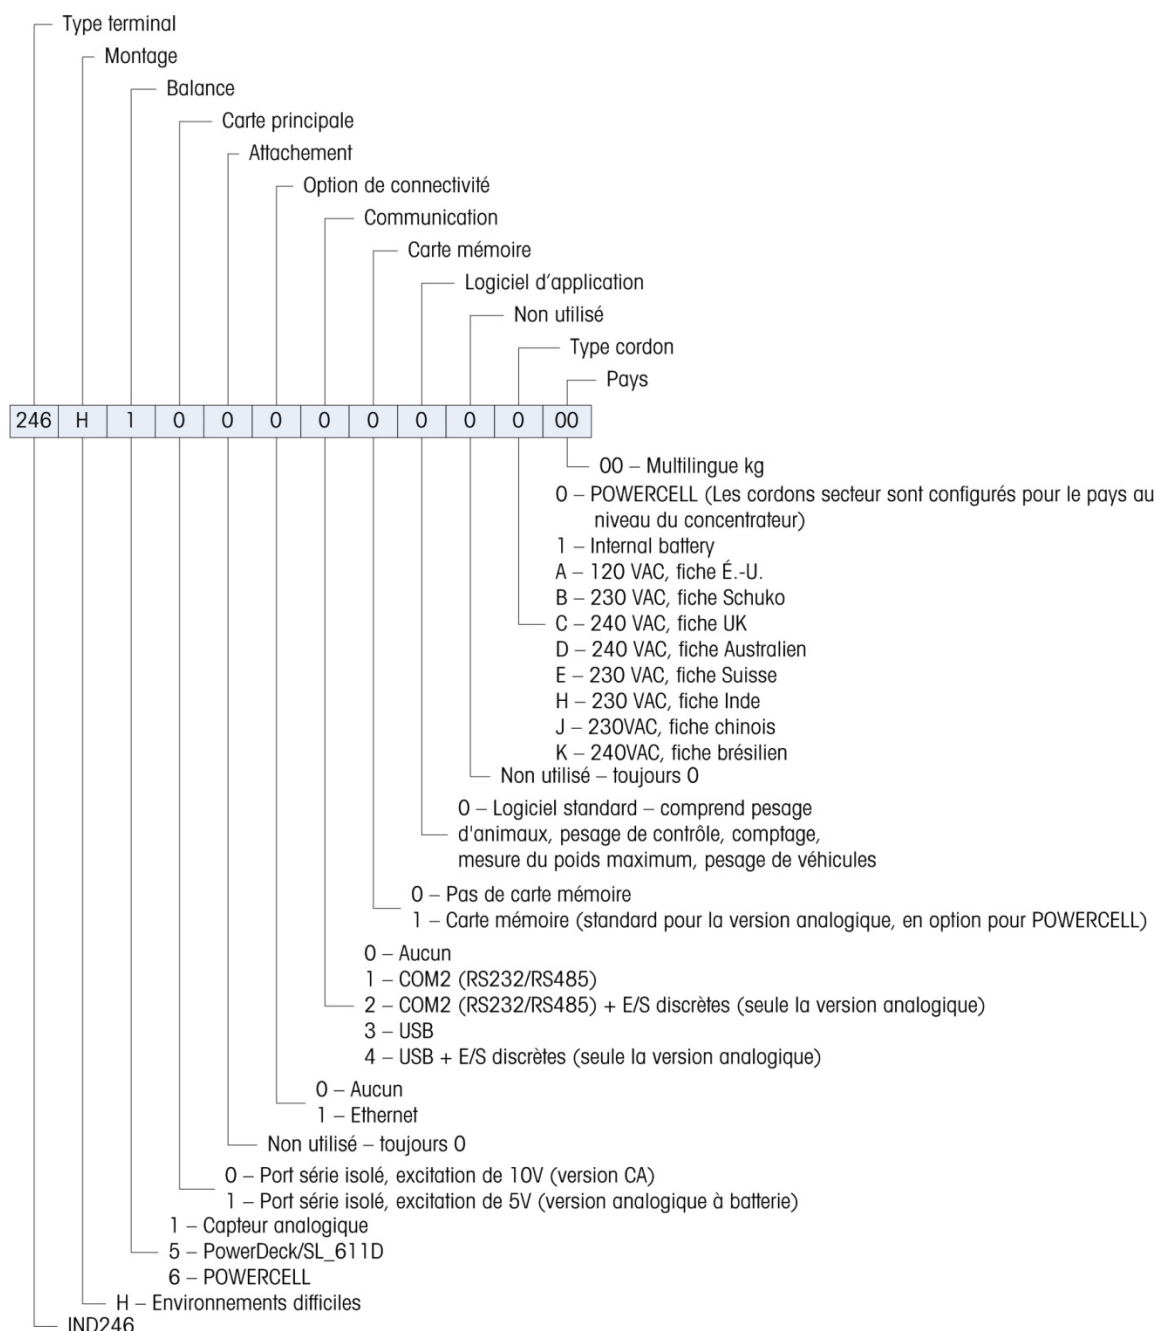 Type terminal
Montage
Balance
Carte principale
Attachement
Option de connectivité
Communication
Carte mémoire
Logiciel d’application
Non utilisé
Type cordon
Pays
246 H 1 0 0 0 0 0 0 0 0 00
00 – Multilingue kg
0 – POWERCELL (Les cordons secteur sont configurés pour le pays au
niveau du concentrateur)
1 – Internal battery
A – 120 VAC, fiche É.-U.
B – 230 VAC, fiche Schuko
C – 240 VAC, fiche UK
D – 240 VAC, fiche Australien
E – 230 VAC, fiche Suisse
H – 230 VAC, fiche Inde
J – 230VAC, fiche chinois
K – 240VAC, fiche brésilien
Non utilisé – toujours 0
0 – Logiciel standard – comprend pesage
d'animaux, pesage de contrôle, comptage,
mesure du poids maximum, pesage de véhicules
0 – Pas de carte mémoire
1 – Carte mémoire (standard pour la version analogique, en option pour POWERCELL)
0 – Aucun
1 – COM2 (RS232/RS485)
2 – COM2 (RS232/RS485) + E/S discrètes (seule la version analogique)
3 – USB
4 – USB + E/S discrètes (seule la version analogique)
0 – Aucun
1 – Ethernet
Non utilisé – toujours 0
0 – Port série isolé, excitation de 10V (version CA)
1 – Port série isolé, excitation de 5V (version analogique à batterie)
1 – Capteur analogique
5 – PowerDeck/SL_611D
6 – POWERCELL
H – Environnements difficiles
IND246